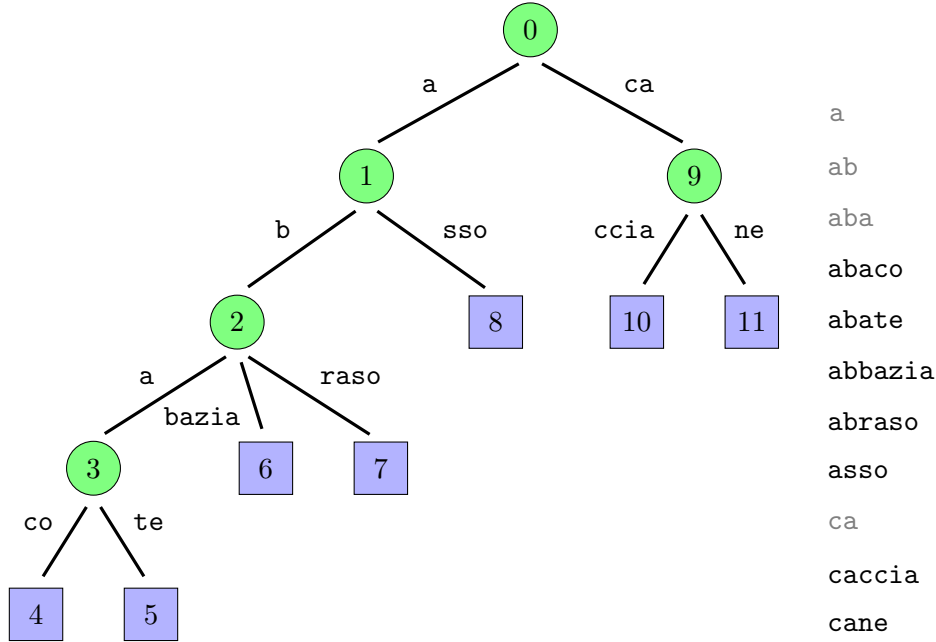 0
a ca
a
1 9
ab
aba
b sso ccia ne
abaco
2 8 10 11 abate
a raso abbazia
bazia abraso
3 6 7 asso
co te ca
caccia
4 5 cane